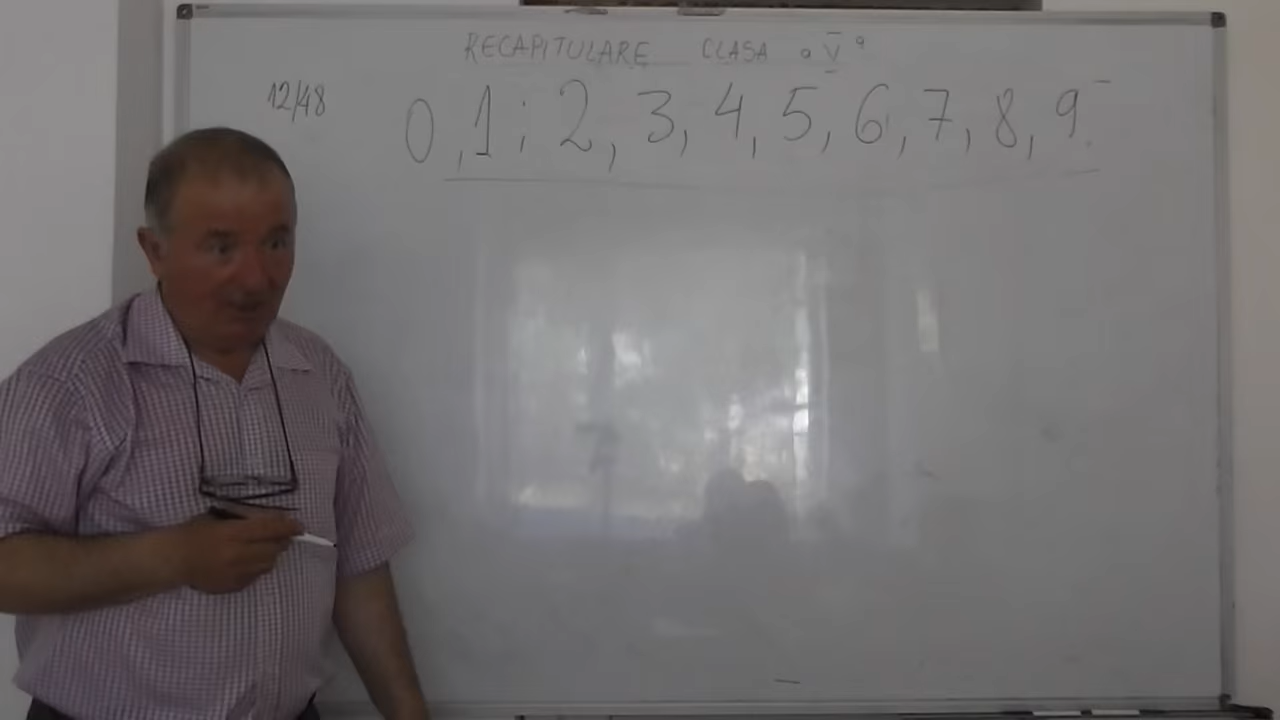 RECAPITULARE CLASA a V a
12/48
0, 1; 2, 3, 4, 5, 6, 7, 8, 9.